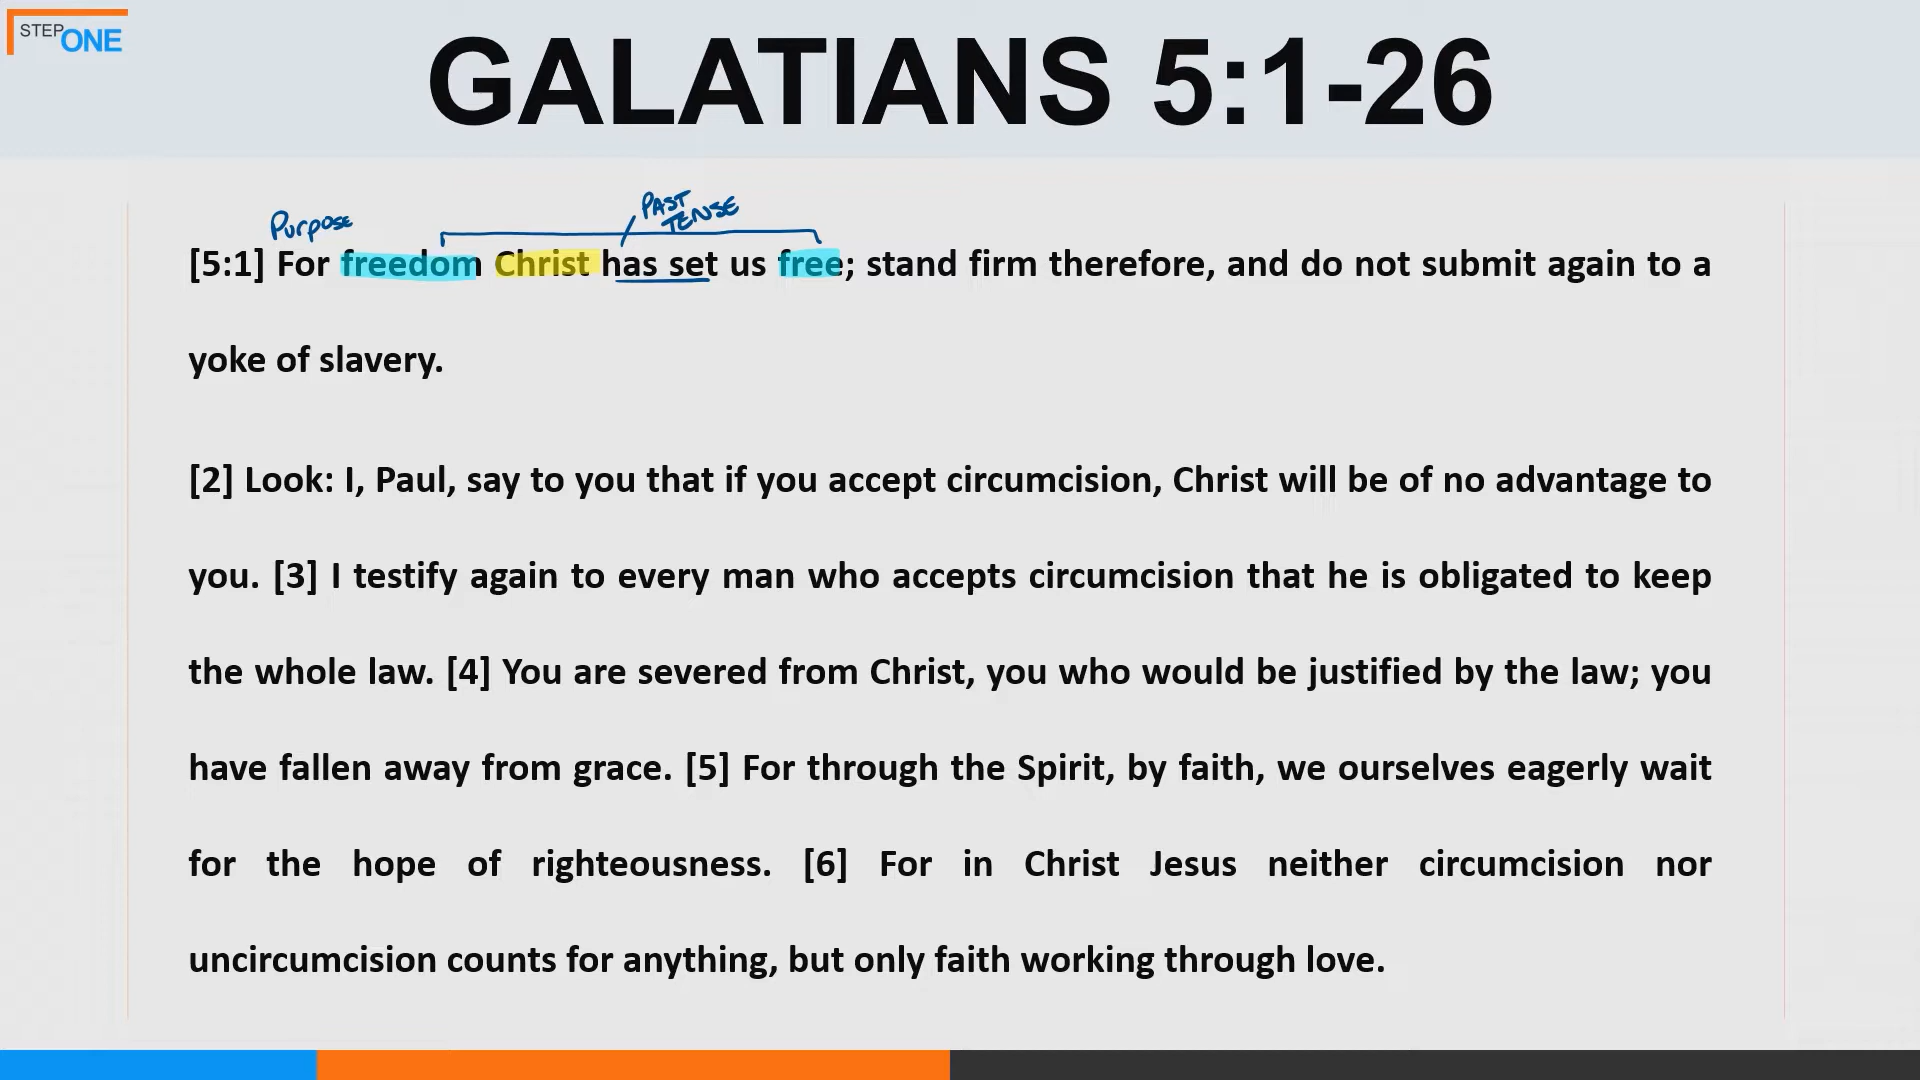 STEP ONE
GALATIANS 5:1-26
Purpose
PAST
TENSE
[5:1] For freedom Christ has set us free; stand firm therefore, and do not submit again to a
yoke of slavery.
[2] Look: I, Paul, say to you that if you accept circumcision, Christ will be of no advantage to
you. [3] I testify again to every man who accepts circumcision that he is obligated to keep
the whole law. [4] You are severed from Christ, you who would be justified by the law; you
have fallen away from grace. [5] For through the Spirit, by faith, we ourselves eagerly wait
for the hope of righteousness. [6] For in Christ Jesus neither circumcision nor
uncircumcision counts for anything, but only faith working through love.